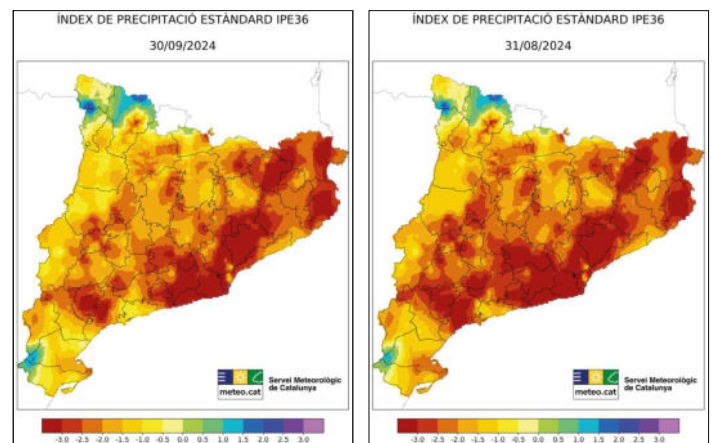 ÍNDEX DE PRECIPITACIÓ ESTÀNDARD IPE36
30/09/2024
meteo.cat
Servei Meteorològic
de Catalunya
-3.0 -2.5 -2.0 -1.5 -1.0 -0.5 0.0 0.5 1.0 1.5 2.0 2.5 3.0
ÍNDEX DE PRECIPITACIÓ ESTÀNDARD IPE36
31/08/2024
meteo.cat
Servei Meteorològic
de Catalunya
-3.0 -2.5 -2.0 -1.5 -1.0 -0.5 0.0 0.5 1.0 1.5 2.0 2.5 3.0